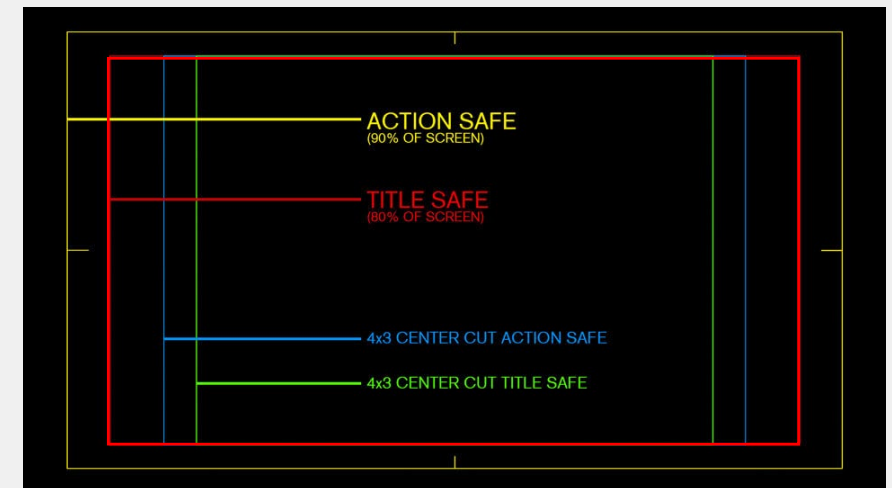 ACTION SAFE
(90% OF SCREEN)
TITLE SAFE
(80% OF SCREEN)
4x3 CENTER CUT ACTION SAFE
4x3 CENTER CUT TITLE SAFE